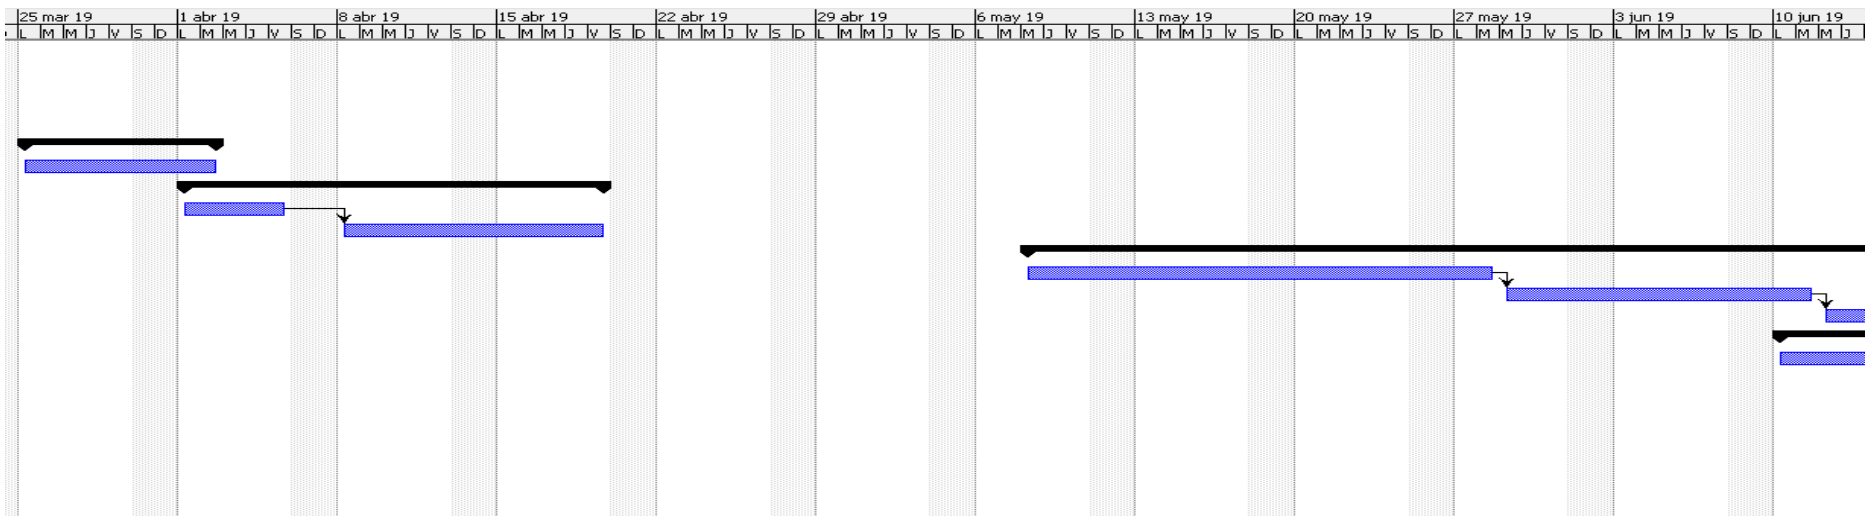 25 mar 19 1 abr 19 8 abr 19 15 abr 19 22 abr 19 29 abr 19 6 may 19 13 may 19 20 may 19 27 may 19 3 jun 19 10 jun 19
L M M J V S D L M M J V S D L M M J V S D L M M J V S D L M M J V S D L M M J V S D L M M J V S D L M M J V S D L M M J V S D L M M J V S D L M M J V S D L M M J